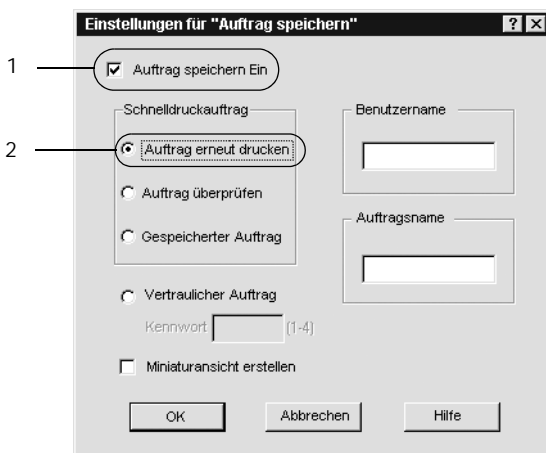 Einstellungen für "Auftrag speichern"
? X
1
Auftrag speichern Ein
Schnelldruckauftrag
2
Auftrag erneut drucken
Auftrag überprüfen
Gespeicherter Auftrag
Benutzername
Auftragsname
Vertraulicher Auftrag
Kennwort (1-4)
Miniaturansicht erstellen
OK Abbrechen Hilfe